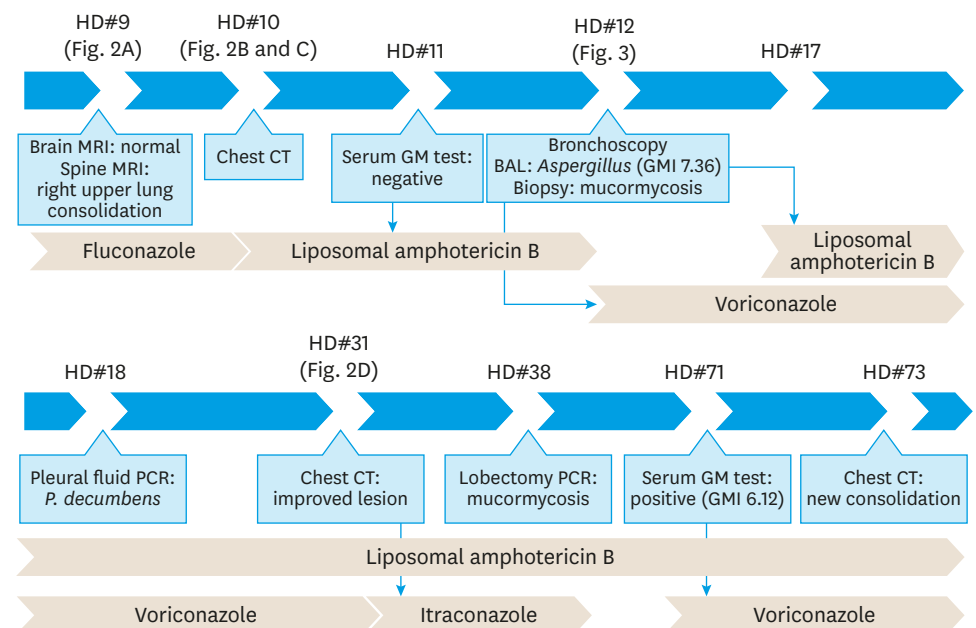 HD#9
(Fig. 2A)
HD#10
(Fig. 2B and C)
HD#11
HD#12
(Fig. 3)
HD#17
Brain MRI: normal
Spine MRI:
right upper lung
consolidation
Chest CT
Serum GM test:
negative
Bronchoscopy
BAL: Aspergillus (GMI 7.36)
Biopsy: mucormycosis
Fluconazole
Liposomal amphotericin B
Liposomal
amphotericin B
Voriconazole
HD#18
HD#31
(Fig. 2D)
HD#38
HD#71
HD#73
Pleural fluid PCR:
P. decumbens
Chest CT:
improved lesion
Lobectomy PCR:
mucormycosis
Serum GM test:
positive (GMI 6.12)
Chest CT:
new consolidation
Liposomal amphotericin B
Voriconazole
Itraconazole
Voriconazole